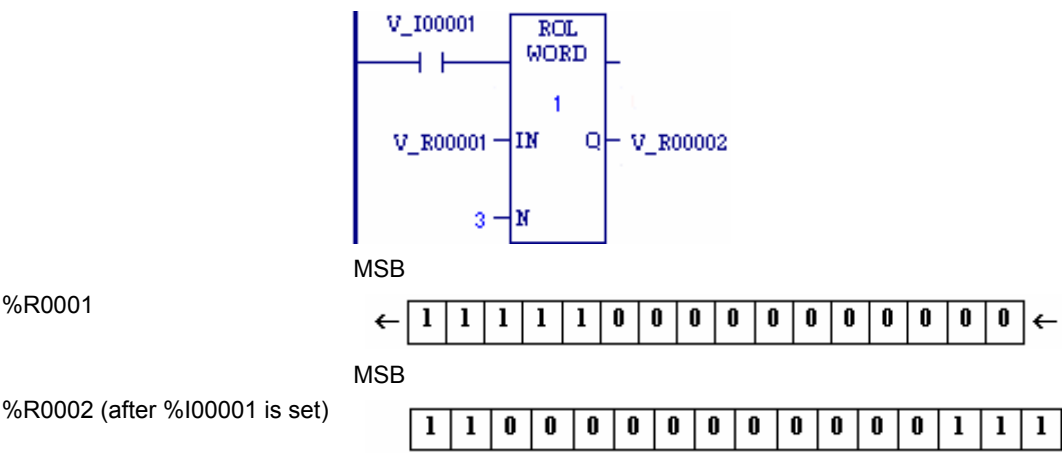 V_I00001
ROL
WORD
1
V_R00001 IN Q V_R00002
3 N
MSB
%R0001 ← 1 1 1 1 1 0 0 0 0 0 0 0 0 0 0 0 ←
MSB
%R0002 (after %I00001 is set) 1 1 0 0 0 0 0 0 0 0 0 0 0 1 1 1